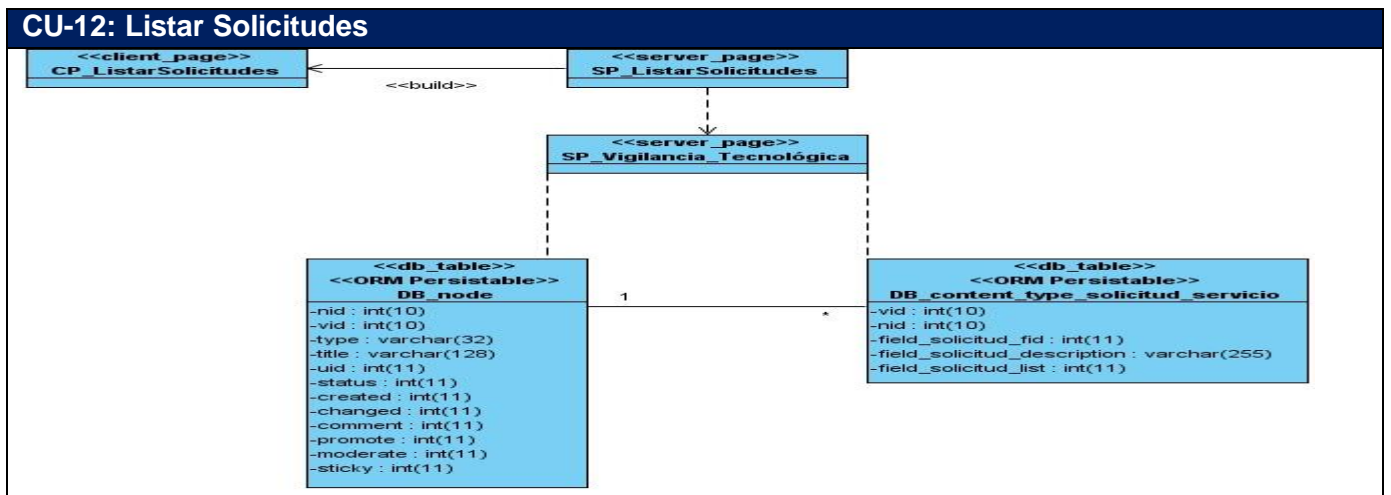 CU-12: Listar Solicitudes
<<client_page>>
CP_ListarSolicitudes
<<build>>
<<server_page>>
SP_ListarSolicitudes
<<server_page>>
SP_Vigilancia_Tecnológica
<<db_table>>
<<ORM Persistable>>
DB_node
-nid : int(10)
-vid : int(10)
-type : varchar(32)
-title : varchar(128)
-uid : int(11)
-status : int(11)
-created : int(11)
-changed : int(11)
-comment : int(11)
-promote : int(11)
-moderate : int(11)
-sticky : int(11)
1
*
<<db_table>>
<<ORM Persistable>>
DB_content_type_solicitud_servicio
-vid : int(10)
-nid : int(10)
-field_solicitud_fid : int(11)
-field_solicitud_description : varchar(255)
-field_solicitud_list : int(11)